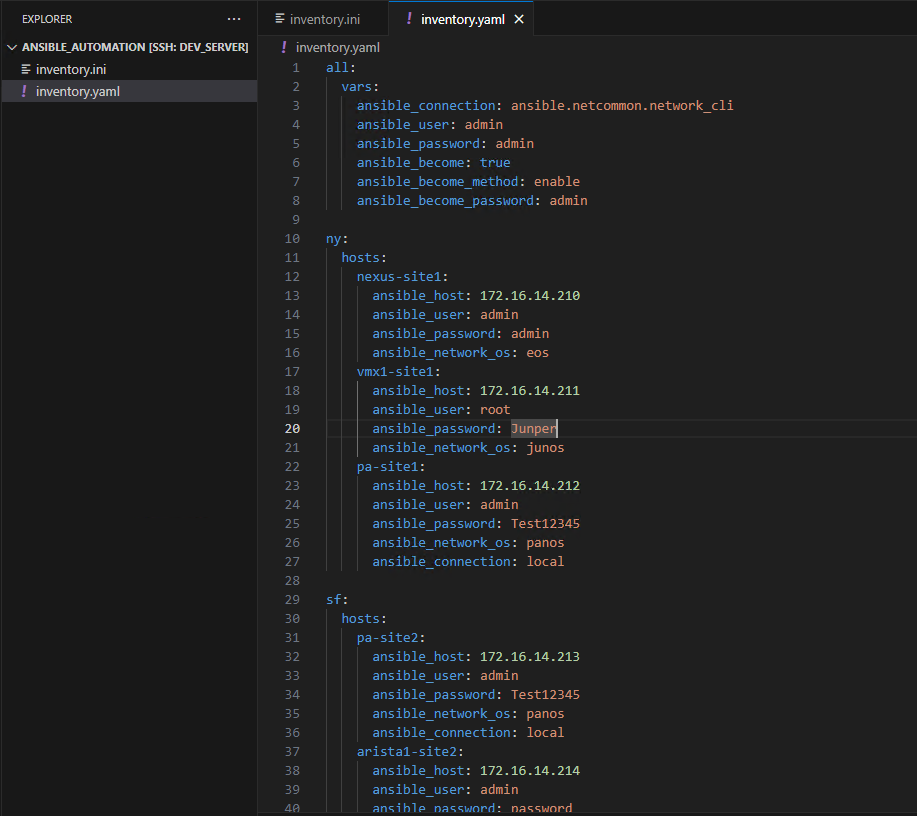 EXPLORER
···
inventory.ini
! inventory.yaml ×
ANSIBLE_AUTOMATION [SSH: DEV_SERVER]
inventory.ini
! inventory.yaml
! inventory.yaml
1 all:
2   vars:
3     ansible_connection: ansible.netcommon.network_cli
4     ansible_user: admin
5     ansible_password: admin
6     ansible_become: true
7     ansible_become_method: enable
8     ansible_become_password: admin
9
10 ny:
11   hosts:
12     nexus-site1:
13       ansible_host: 172.16.14.210
14       ansible_user: admin
15       ansible_password: admin
16       ansible_network_os: eos
17     vmx1-site1:
18       ansible_host: 172.16.14.211
19       ansible_user: root
20       ansible_password: Junper
21       ansible_network_os: junos
22     pa-site1:
23       ansible_host: 172.16.14.212
24       ansible_user: admin
25       ansible_password: Test12345
26       ansible_network_os: panos
27       ansible_connection: local
28
29 sf:
30   hosts:
31     pa-site2:
32       ansible_host: 172.16.14.213
33       ansible_user: admin
34       ansible_password: Test12345
35       ansible_network_os: panos
36       ansible_connection: local
37     arista1-site2:
38       ansible_host: 172.16.14.214
39       ansible_user: admin
40       ansible_password: password